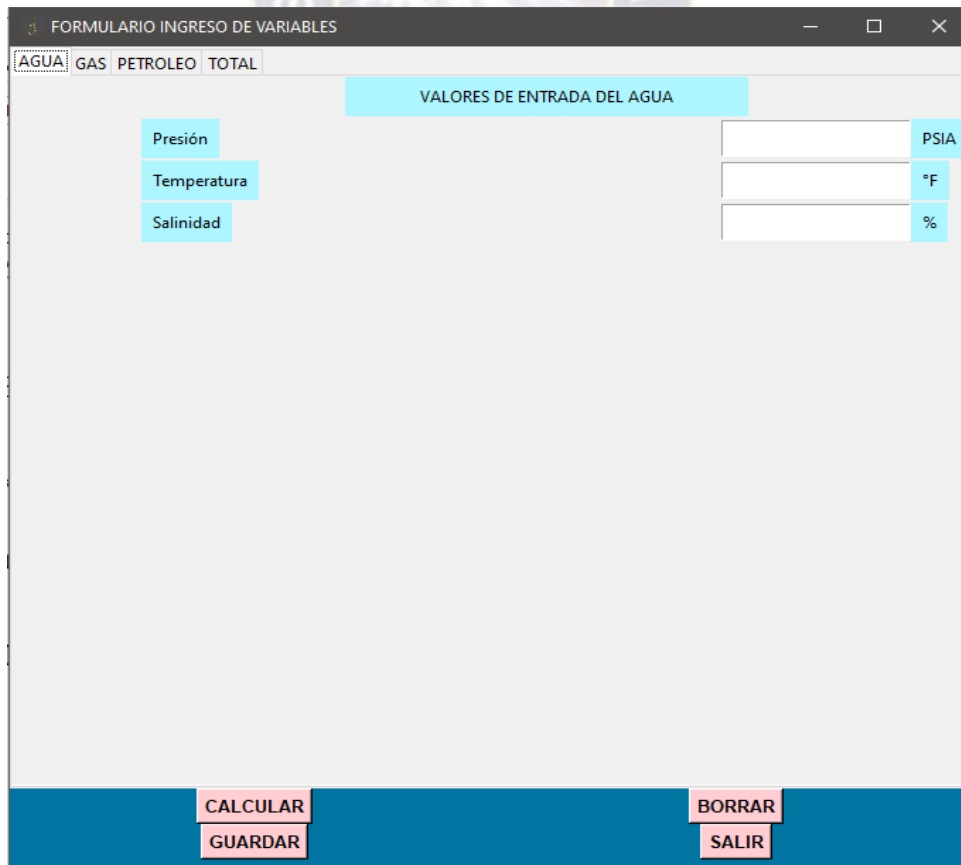 FORMULARIO INGRESO DE VARIABLES
AGUA GAS PETROLEO TOTAL
VALORES DE ENTRADA DEL AGUA
Presión PSIA
Temperatura °F
Salinidad %
CALCULAR BORRAR
GUARDAR SALIR